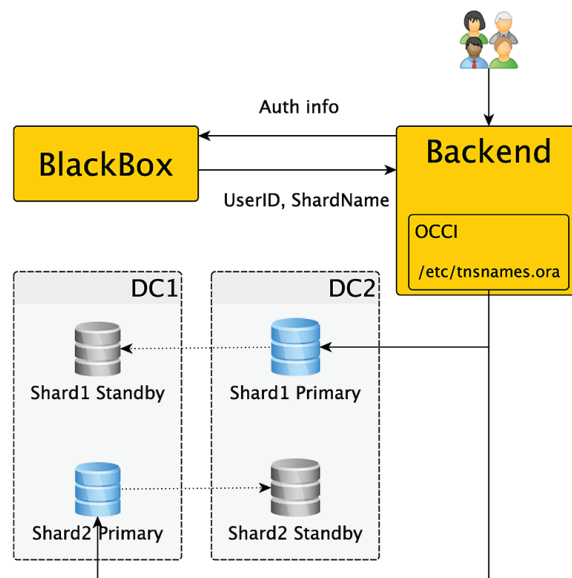 Auth info
BlackBox
Backend
UserID, ShardName
OCCI
/etc/tnsnames.ora
DC1
DC2
Shard1 Standby
Shard1 Primary
Shard2 Primary
Shard2 Standby